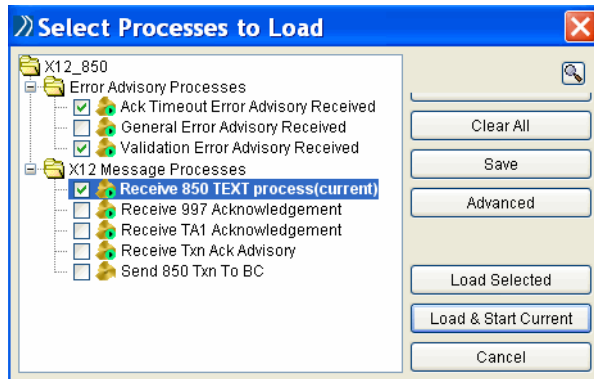 Select Processes to Load
X12_850
Error Advisory Processes
Ack Timeout Error Advisory Received
General Error Advisory Received
Validation Error Advisory Received
X12 Message Processes
Receive 850 TEXT process(current)
Receive 997 Acknowledgement
Receive TA1 Acknowledgement
Receive Txn Ack Advisory
Send 850 Txn To BC
Clear All
Save
Advanced
Load Selected
Load & Start Current
Cancel